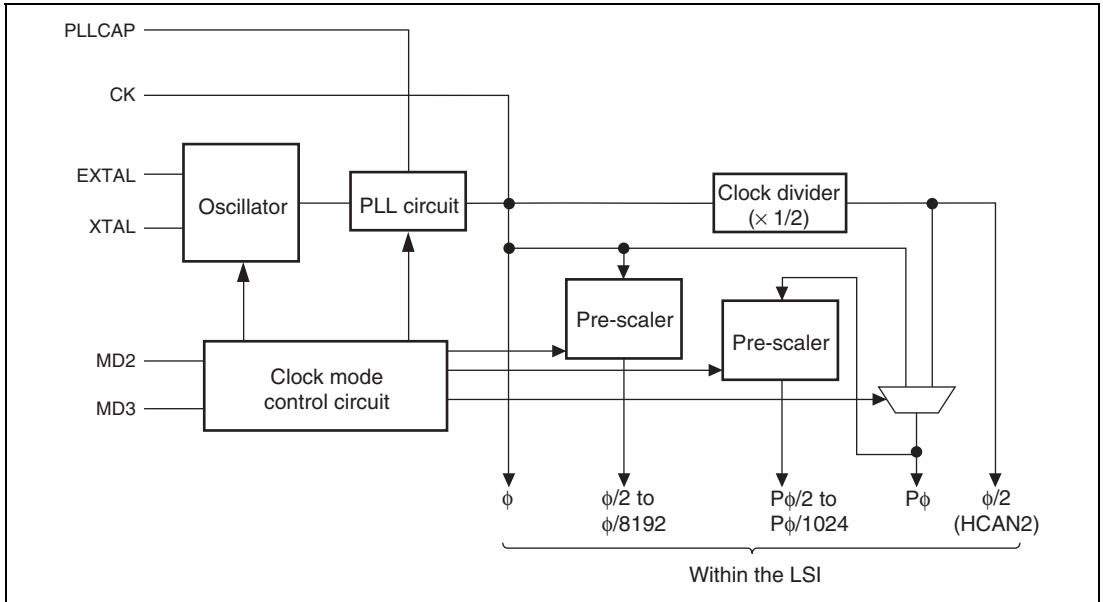 PLLCAP
CK
EXTAL
XTAL
Oscillator
PLL circuit
Clock divider
(× 1/2)
Pre-scaler
Pre-scaler
MD2
MD3
Clock mode
control circuit
ϕ
ϕ/2 to
ϕ/8192
Pϕ/2 to
Pϕ/1024
Pϕ
ϕ/2
(HCAN2)
Within the LSI